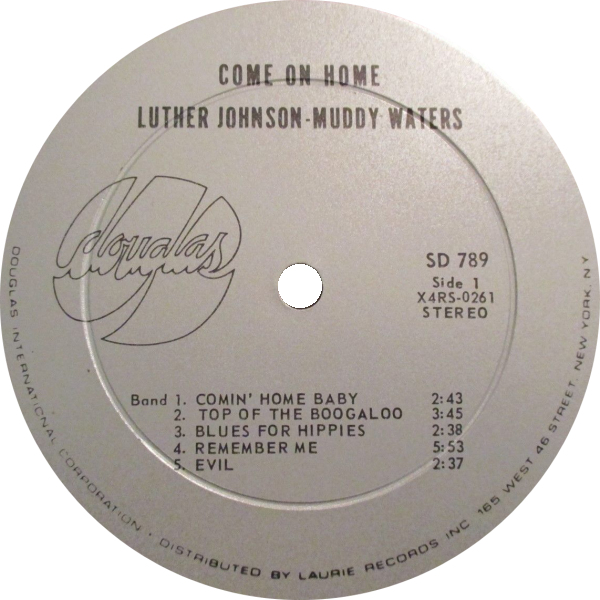 COME ON HOME
LUTHER JOHNSON-MUDDY WATERS
douglas
SD 789
Side 1
X4RS-0261
STEREO
Band 1. COMIN' HOME BABY 2:43
2. TOP OF THE BOOGALOO 3:45
3. BLUES FOR HIPPIES 2:38
4. REMEMBER ME 5:53
5. EVIL 2:37
DOUGLAS INTERNATIONAL CORPORATION · DISTRIBUTED BY LAURIE RECORDS INC 165 WEST 46 STREET, NEW YORK, N Y